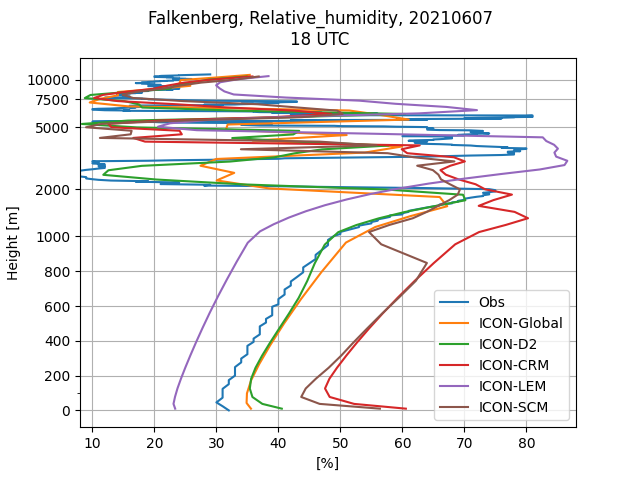 Falkenberg, Relative_humidity, 20210607
18 UTC
10000
7500
5000
2000
1000
800
600
400
200
0
Height [m]
10 20 30 40 50 60 70 80
[%]
Obs
ICON-Global
ICON-D2
ICON-CRM
ICON-LEM
ICON-SCM